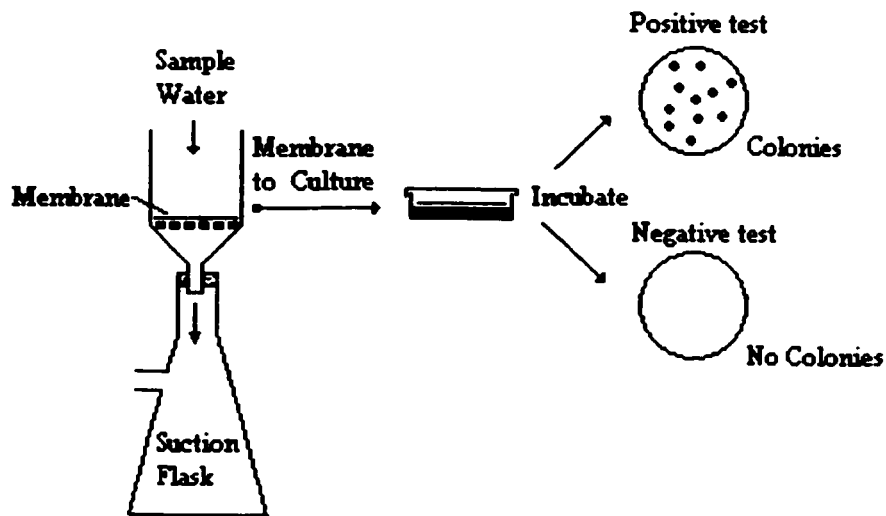 Sample
Water
Membrane
Membrane
to Culture
Incubate
Positive test
Colonies
Negative test
No Colonies
Suction
Flask